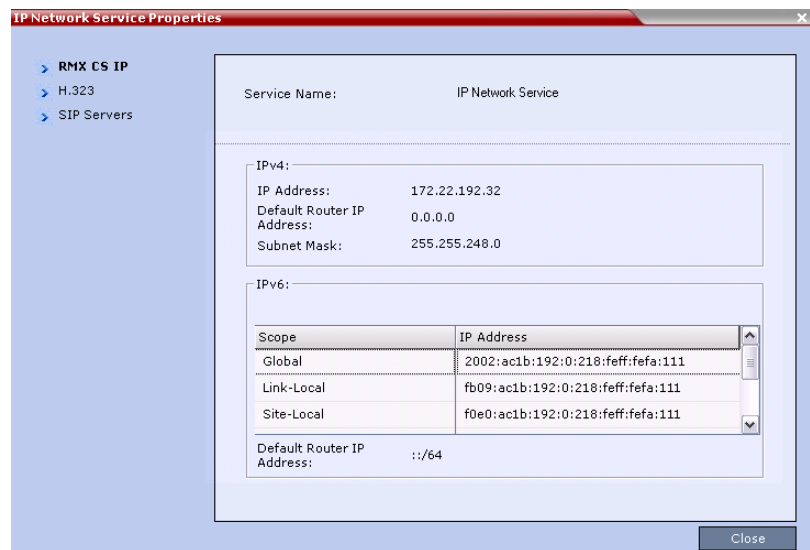 IP Network Service Properties
RMX CS IP
H.323
SIP Servers
Service Name: IP Network Service
IPv4:
IP Address: 172.22.192.32
Default Router IP
Address: 0.0.0.0
Subnet Mask: 255.255.248.0
IPv6:
Scope IP Address
Global 2002:ac1b:192:0:218:feff:fefa:111
Link-Local fb09:ac1b:192:0:218:feff:fefa:111
Site-Local f0e0:ac1b:192:0:218:feff:fefa:111
Default Router IP
Address: ::/64
Close